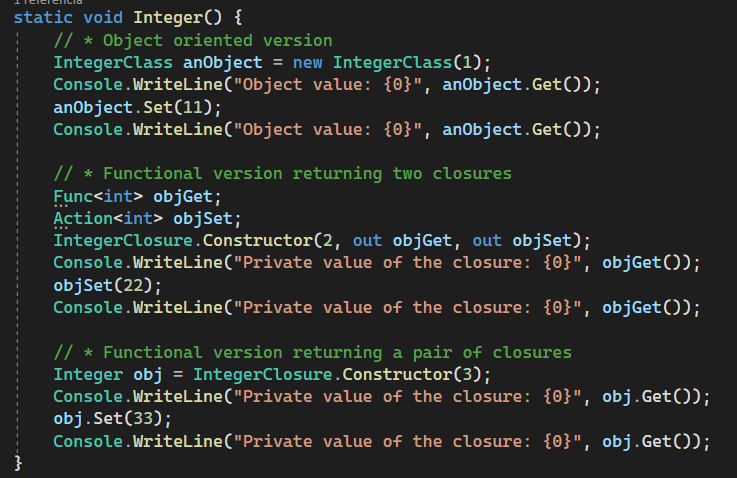 1 referencia
static void Integer() {
// * Object oriented version
IntegerClass anObject = new IntegerClass(1);
Console.WriteLine("Object value: {0}", anObject.Get());
anObject.Set(11);
Console.WriteLine("Object value: {0}", anObject.Get());
// * Functional version returning two closures
Func<int> objGet;
Action<int> objSet;
IntegerClosure.Constructor(2, out objGet, out objSet);
Console.WriteLine("Private value of the closure: {0}", objGet());
objSet(22);
Console.WriteLine("Private value of the closure: {0}", objGet());
// * Functional version returning a pair of closures
Integer obj = IntegerClosure.Constructor(3);
Console.WriteLine("Private value of the closure: {0}", obj.Get());
obj.Set(33);
Console.WriteLine("Private value of the closure: {0}", obj.Get());
}